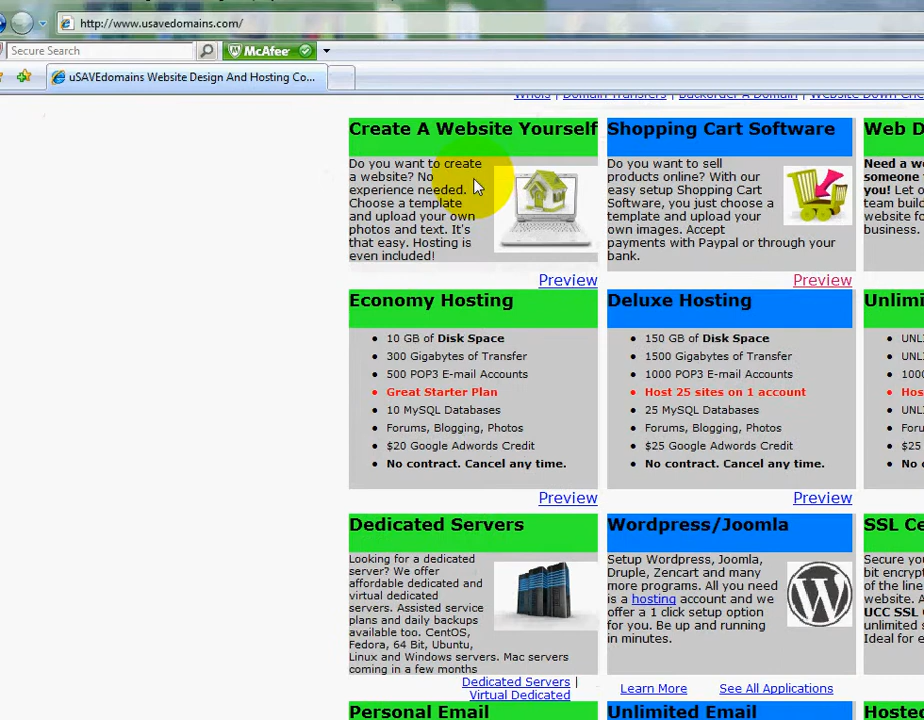 http://www.usavedomains.com/
Secure Search
McAfee
uSAVEdomains Website Design And Hosting Co...
Whois | Domain Transfers | Backorder A Domain | Website Down
Create A Website Yourself
Do you want to create
a website? No
experience needed.
Choose a template
and upload your own
photos and text. It's
that easy. Hosting is
even included!
Preview
Shopping Cart Software
Do you want to sell
products online? With our
easy setup Shopping Cart
Software, you just choose a
template and upload your
own images. Accept
payments with Paypal or through your
bank.
Preview
Web D
Need a w
someone
you! Let o
team build
website fo
business.
Economy Hosting
• 10 GB of Disk Space
• 300 Gigabytes of Transfer
• 500 POP3 E-mail Accounts
• Great Starter Plan
• 10 MySQL Databases
• Forums, Blogging, Photos
• $20 Google Adwords Credit
• No contract. Cancel any time.
Preview
Deluxe Hosting
• 150 GB of Disk Space
• 1500 Gigabytes of Transfer
• 1000 POP3 E-mail Accounts
• Host 25 sites on 1 account
• 25 MySQL Databases
• Forums, Blogging, Photos
• $25 Google Adwords Credit
• No contract. Cancel any time.
Preview
Unlimi
• UNLI
• UNLI
• 1000
• Hos
• UNLI
• Foru
• $25
• No c
Dedicated Servers
Looking for a dedicated
server? We offer
affordable dedicated and
virtual dedicated
servers. Assisted service
plans and daily backups
available too. CentOS,
Fedora, 64 Bit, Ubuntu,
Linux and Windows servers. Mac servers
coming in a few months
Dedicated Servers |
Virtual Dedicated
Wordpress/Joomla
Setup Wordpress, Joomla,
Druple, Zencart and many
more programs. All you need
is a hosting account and we
offer a 1 click setup option
for you. Be up and running
in minutes.
Learn More See All Applications
SSL Ce
Secure yo
bit encryp
of the line
website. A
UCC SSL
unlimited s
Ideal for e
Personal Email
Unlimited Email
Hosted